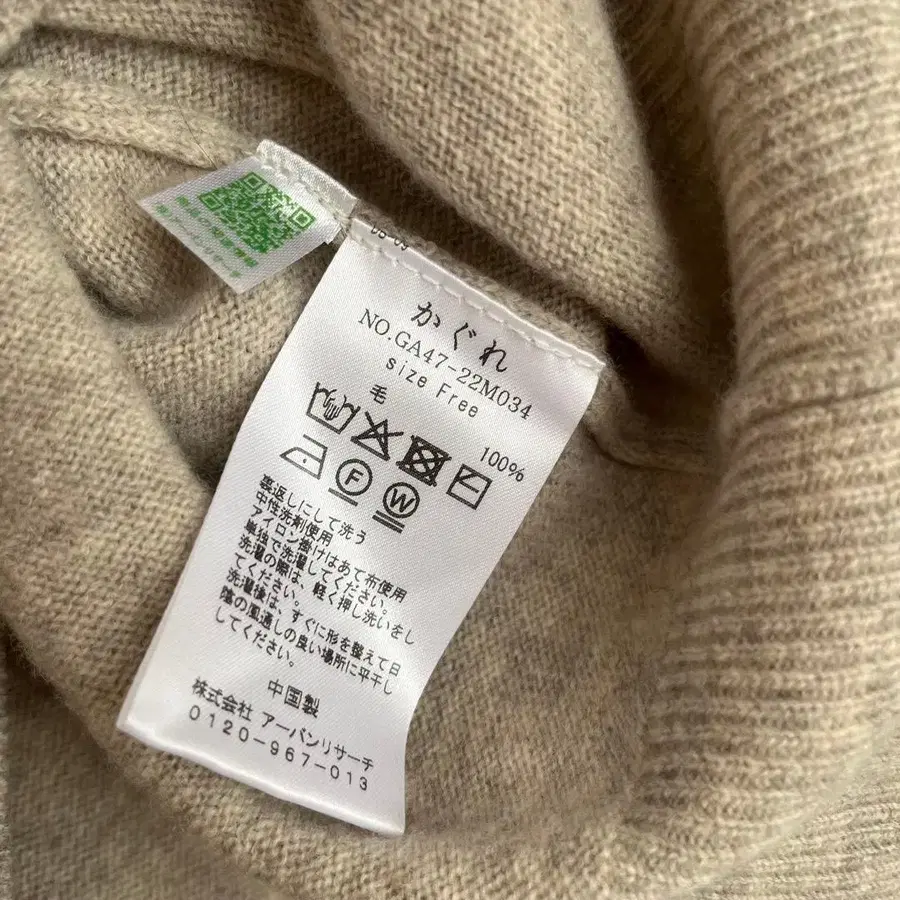 かぐれ
NO.GA47-22M034
size Free
毛 100%
F
W
裏返しにして洗う
中性洗剤使用
アイロン掛けはあて布使用
単独で洗濯してください。
洗濯の際は、軽く押し洗いをし
てください。
洗濯後は、すぐに形を整えて日
陰の風通しの良い場所に平干し
してください。
中国製
株式会社 アーバンリサーチ
0120-967-013